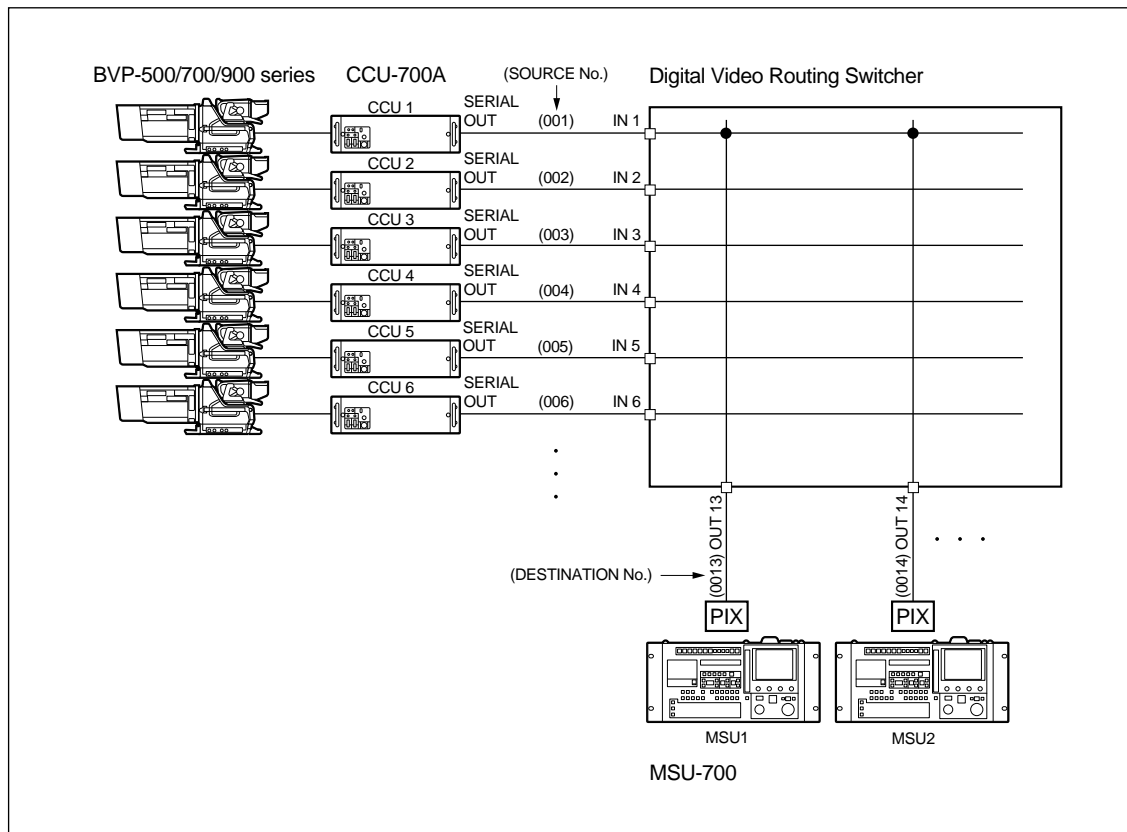 BVP-500/700/900 series CCU-700A (SOURCE No.) Digital Video Routing Switcher
CCU 1 SERIAL OUT (001) IN 1
CCU 2 SERIAL OUT (002) IN 2
CCU 3 SERIAL OUT (003) IN 3
CCU 4 SERIAL OUT (004) IN 4
CCU 5 SERIAL OUT (005) IN 5
CCU 6 SERIAL OUT (006) IN 6
(0013) OUT 13
(0014) OUT 14
(DESTINATION No.)
PIX PIX
MSU1 MSU2
MSU-700